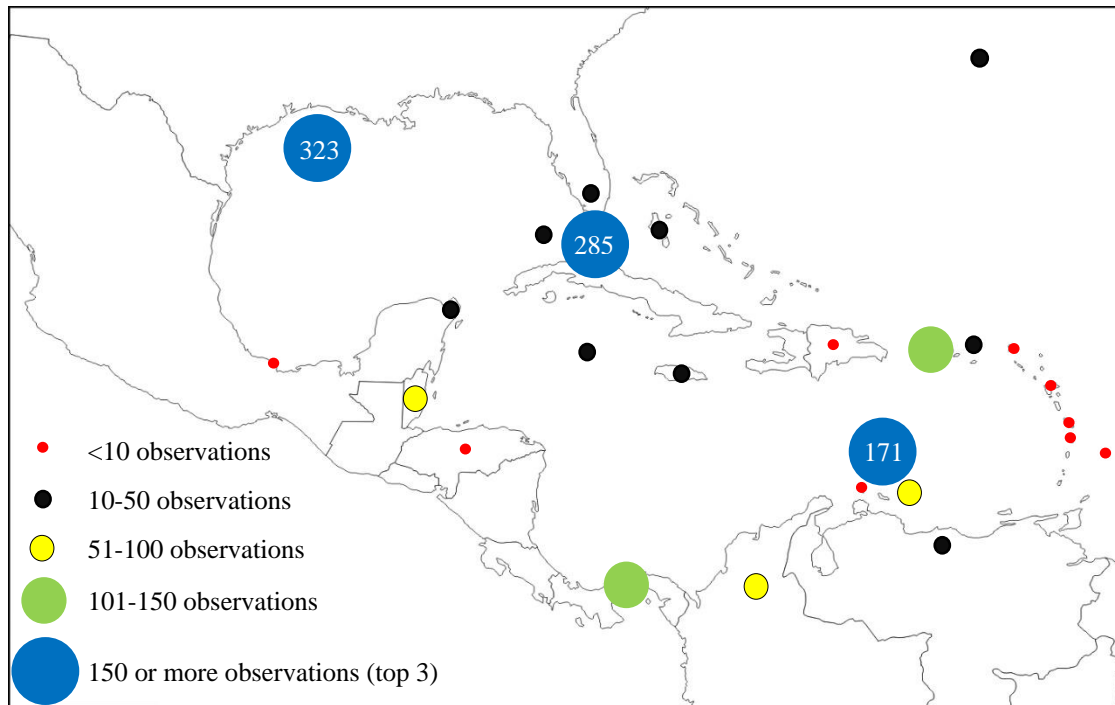 323
285
171
<10 observations
10-50 observations
51-100 observations
101-150 observations
150 or more observations (top 3)